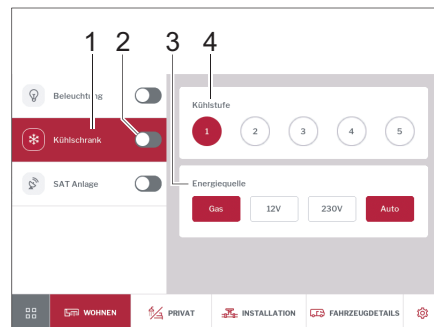 1 2 3 4
Beleuchtung
Kühlstufe
Kühlschrank
1 2 3 4 5
SAT Anlage
Energiequelle
Gas 12V 230V Auto
WOHNEN PRIVAT INSTALLATION FAHRZEUGDETAILS